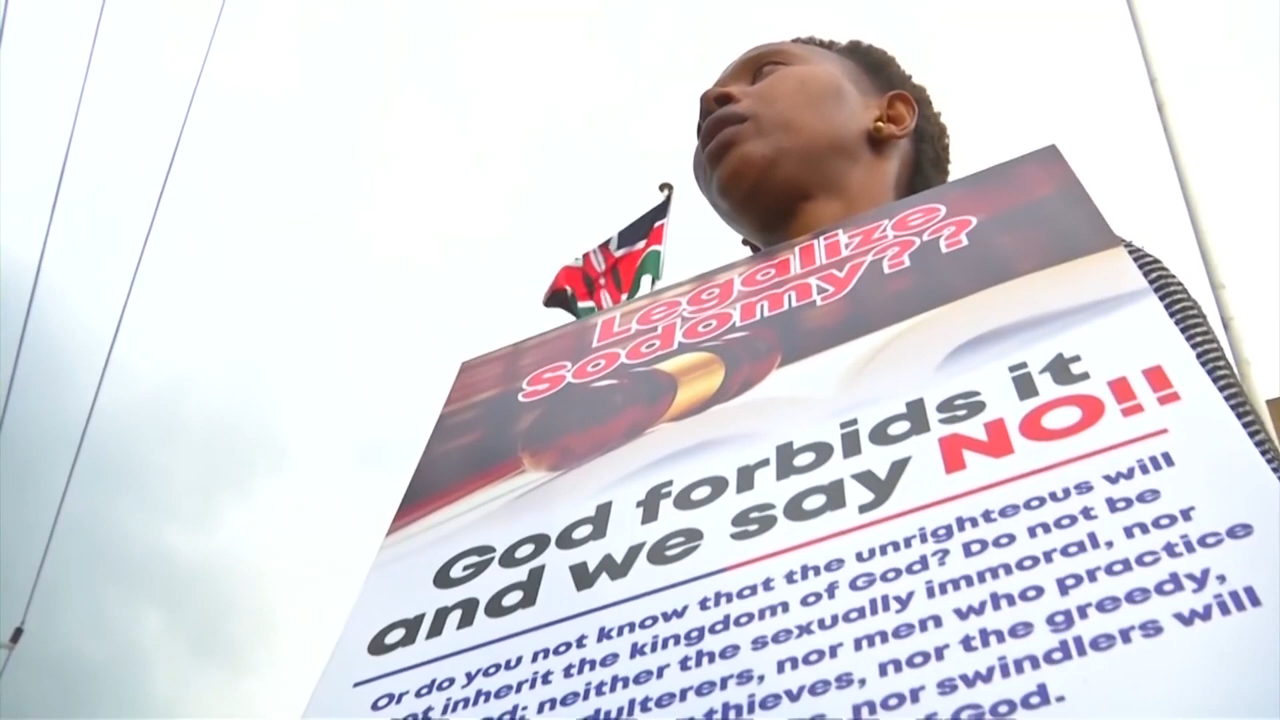 Legalize
Sodomy??
God forbids it
and we say NO!!
Or do you not know that the unrighteous will
inherit the kingdom of God? Do not be
neither the sexually immoral, nor
nor men who practice
thieves, nor the greedy,
nor swindlers will
God.